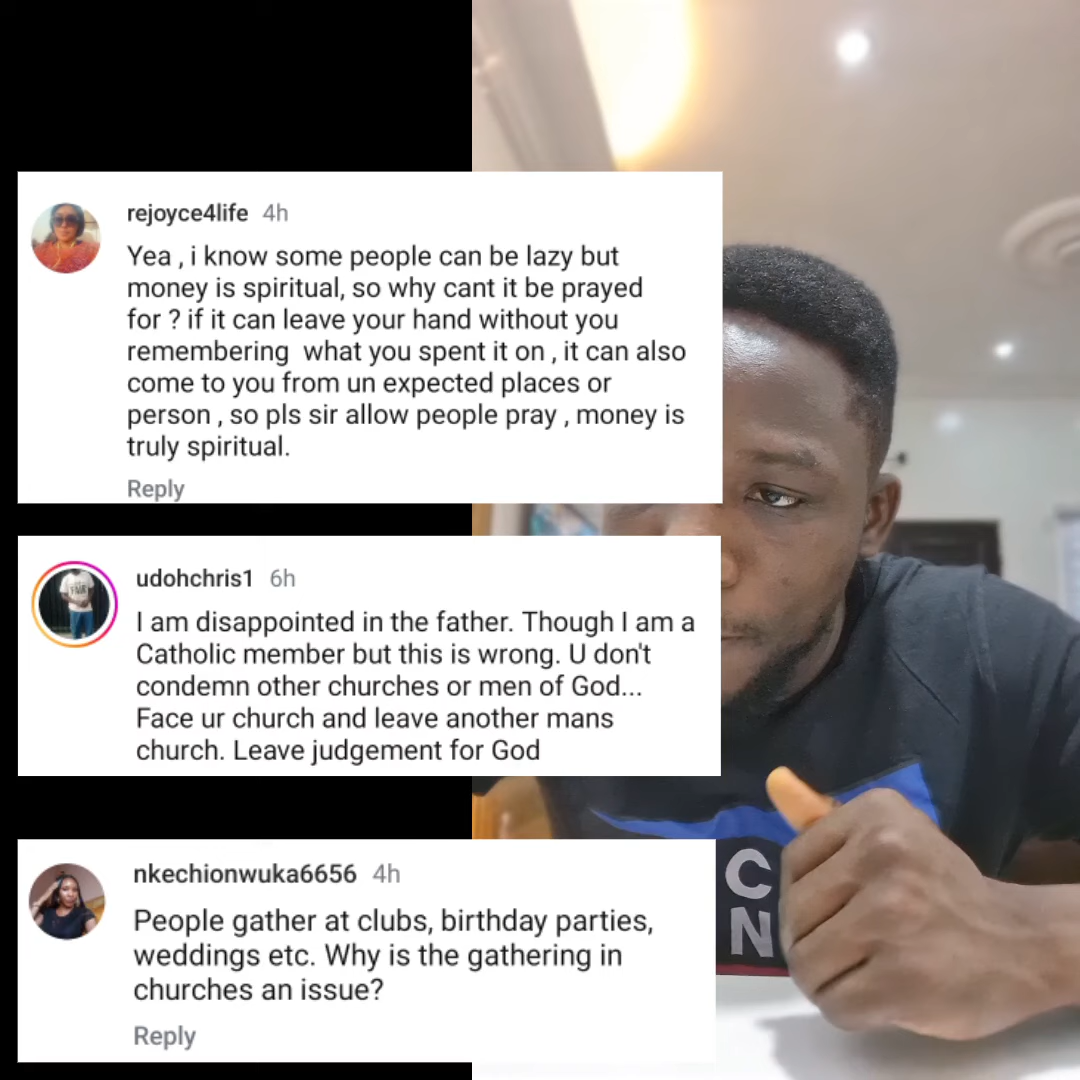 rejoyce4life 4h
Yea , i know some people can be lazy but
money is spiritual, so why cant it be prayed
for ? if it can leave your hand without you
remembering  what you spent it on , it can also
come to you from un expected places or
person , so pls sir allow people pray , money is
truly spiritual.
Reply
udohchris1 6h
I am disappointed in the father. Though I am a
Catholic member but this is wrong. U don't
condemn other churches or men of God...
Face ur church and leave another mans
church. Leave judgement for God
nkechionwuka6656 4h
People gather at clubs, birthday parties,
weddings etc. Why is the gathering in
churches an issue?
Reply
C
N